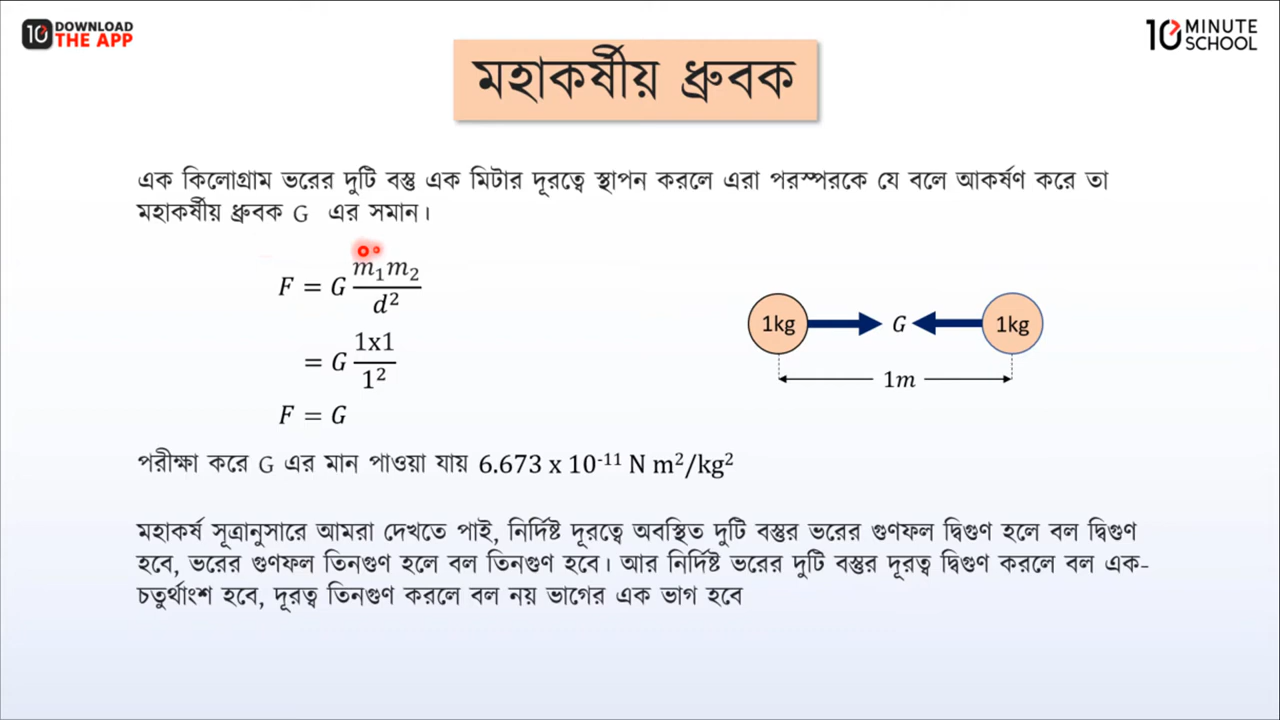 10 DOWNLOAD
THE APP
10 MINUTE
SCHOOL
মহাকর্ষীয় ধ্রুবক
এক কিলোগ্রাম ভরের দুটি বস্তু এক মিটার দূরত্বে স্থাপন করলে এরা পরস্পরকে যে বলে আকর্ষণ করে তা
মহাকর্ষীয় ধ্রুবক G এর সমান।
F = G m₁m₂/d²
= G 1x1/1²
F = G
1kg G 1kg
1m
পরীক্ষা করে G এর মান পাওয়া যায় 6.673 x 10⁻¹¹ N m²/kg²
মহাকর্ষ সূত্রানুসারে আমরা দেখতে পাই, নির্দিষ্ট দূরত্বে অবস্থিত দুটি বস্তুর ভরের গুণফল দ্বিগুণ হলে বল দ্বিগুণ
হবে, ভরের গুণফল তিনগুণ হলে বল তিনগুণ হবে। আর নির্দিষ্ট ভরের দুটি বস্তুর দূরত্ব দ্বিগুণ করলে বল এক-
চতুর্থাংশ হবে, দূরত্ব তিনগুণ করলে বল নয় ভাগের এক ভাগ হবে